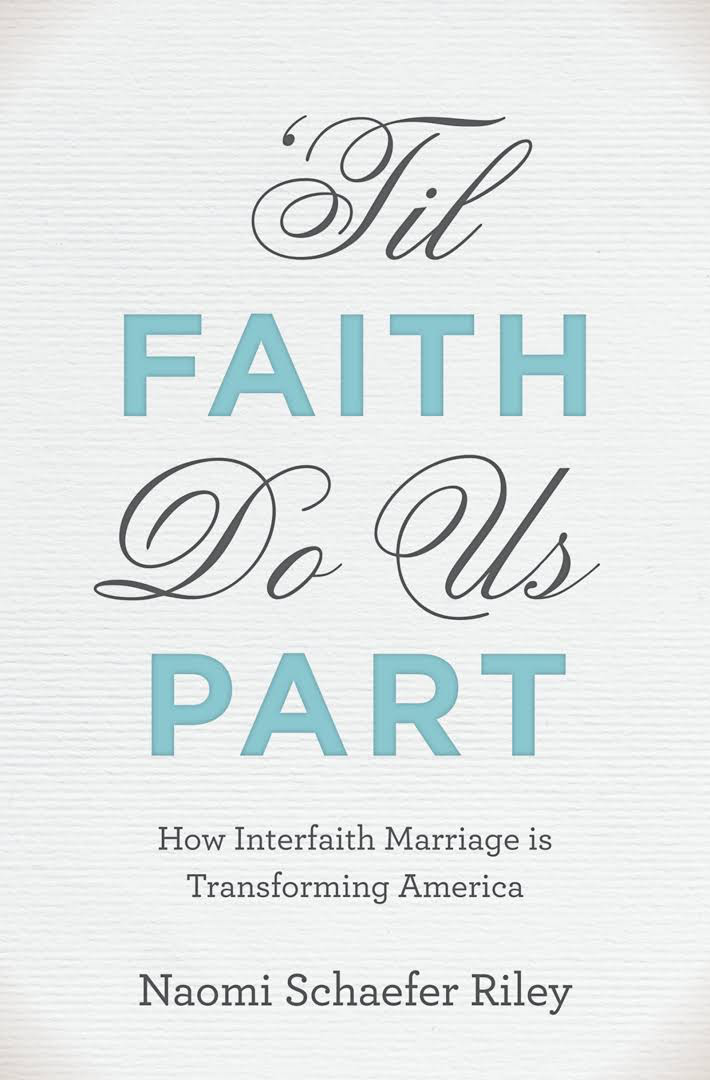 ‘Til
FAITH
Do Us
PART
How Interfaith Marriage is
Transforming America
Naomi Schaefer Riley